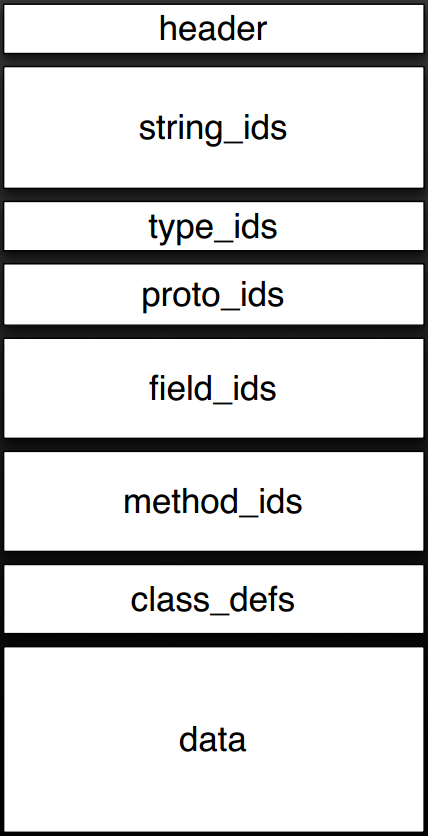 header
string_ids
type_ids
proto_ids
field_ids
method_ids
class_defs
data